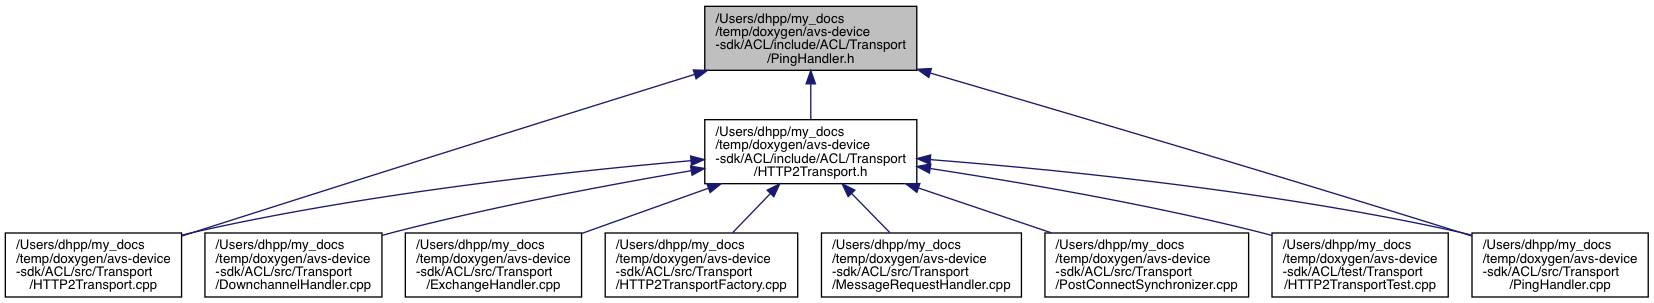 /Users/dhpp/my_docs
/temp/doxygen/avs-device
-sdk/ACL/include/ACL/Transport
/PingHandler.h
/Users/dhpp/my_docs
/temp/doxygen/avs-device
-sdk/ACL/include/ACL/Transport
/HTTP2Transport.h
/Users/dhpp/my_docs
/temp/doxygen/avs-device
-sdk/ACL/src/Transport
/HTTP2Transport.cpp
/Users/dhpp/my_docs
/temp/doxygen/avs-device
-sdk/ACL/src/Transport
/DownchannelHandler.cpp
/Users/dhpp/my_docs
/temp/doxygen/avs-device
-sdk/ACL/src/Transport
/ExchangeHandler.cpp
/Users/dhpp/my_docs
/temp/doxygen/avs-device
-sdk/ACL/src/Transport
/HTTP2TransportFactory.cpp
/Users/dhpp/my_docs
/temp/doxygen/avs-device
-sdk/ACL/src/Transport
/MessageRequestHandler.cpp
/Users/dhpp/my_docs
/temp/doxygen/avs-device
-sdk/ACL/src/Transport
/PostConnectSynchronizer.cpp
/Users/dhpp/my_docs
/temp/doxygen/avs-device
-sdk/ACL/test/Transport
/HTTP2TransportTest.cpp
/Users/dhpp/my_docs
/temp/doxygen/avs-device
-sdk/ACL/src/Transport
/PingHandler.cpp